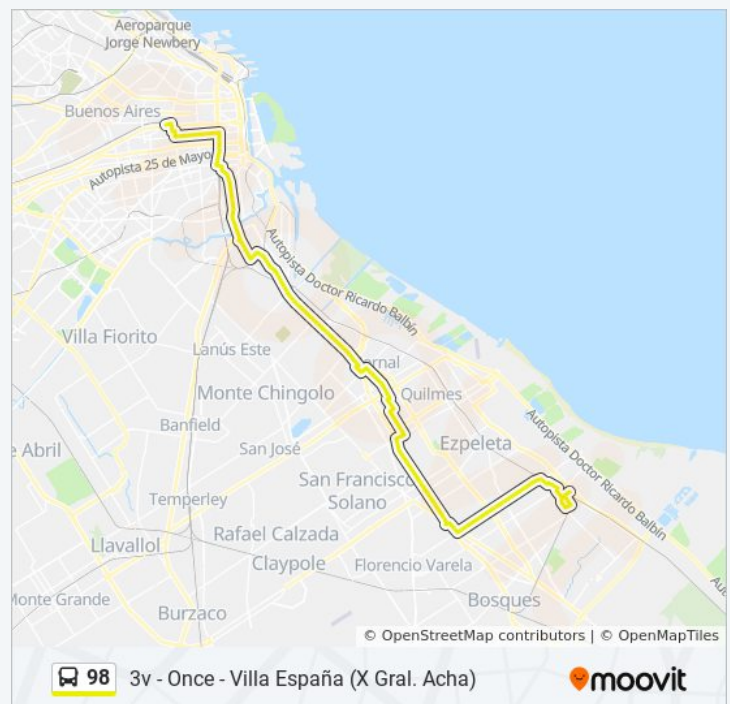 Aeroparque
Jorge Newbery
Buenos Aires
Autopista 25 de Mayo
Autopista Doctor Ricardo Balbín
Villa Fiorito
Lanús Este
ernal
Monte Chingolo
Quilmes
Banfield
e Abril
San José
Ezpeleta
Autopista Doctor Ricardo Balbín
San Francisco
Solano
Temperley
Rafael Calzada
Llavallol
Claypole
Florencio Varela
Au
Monte Grande
Bosques
Burzaco
© OpenStreetMap contributors | © OpenMapTiles
98 3v - Once - Villa España (X Gral. Acha)
moovit